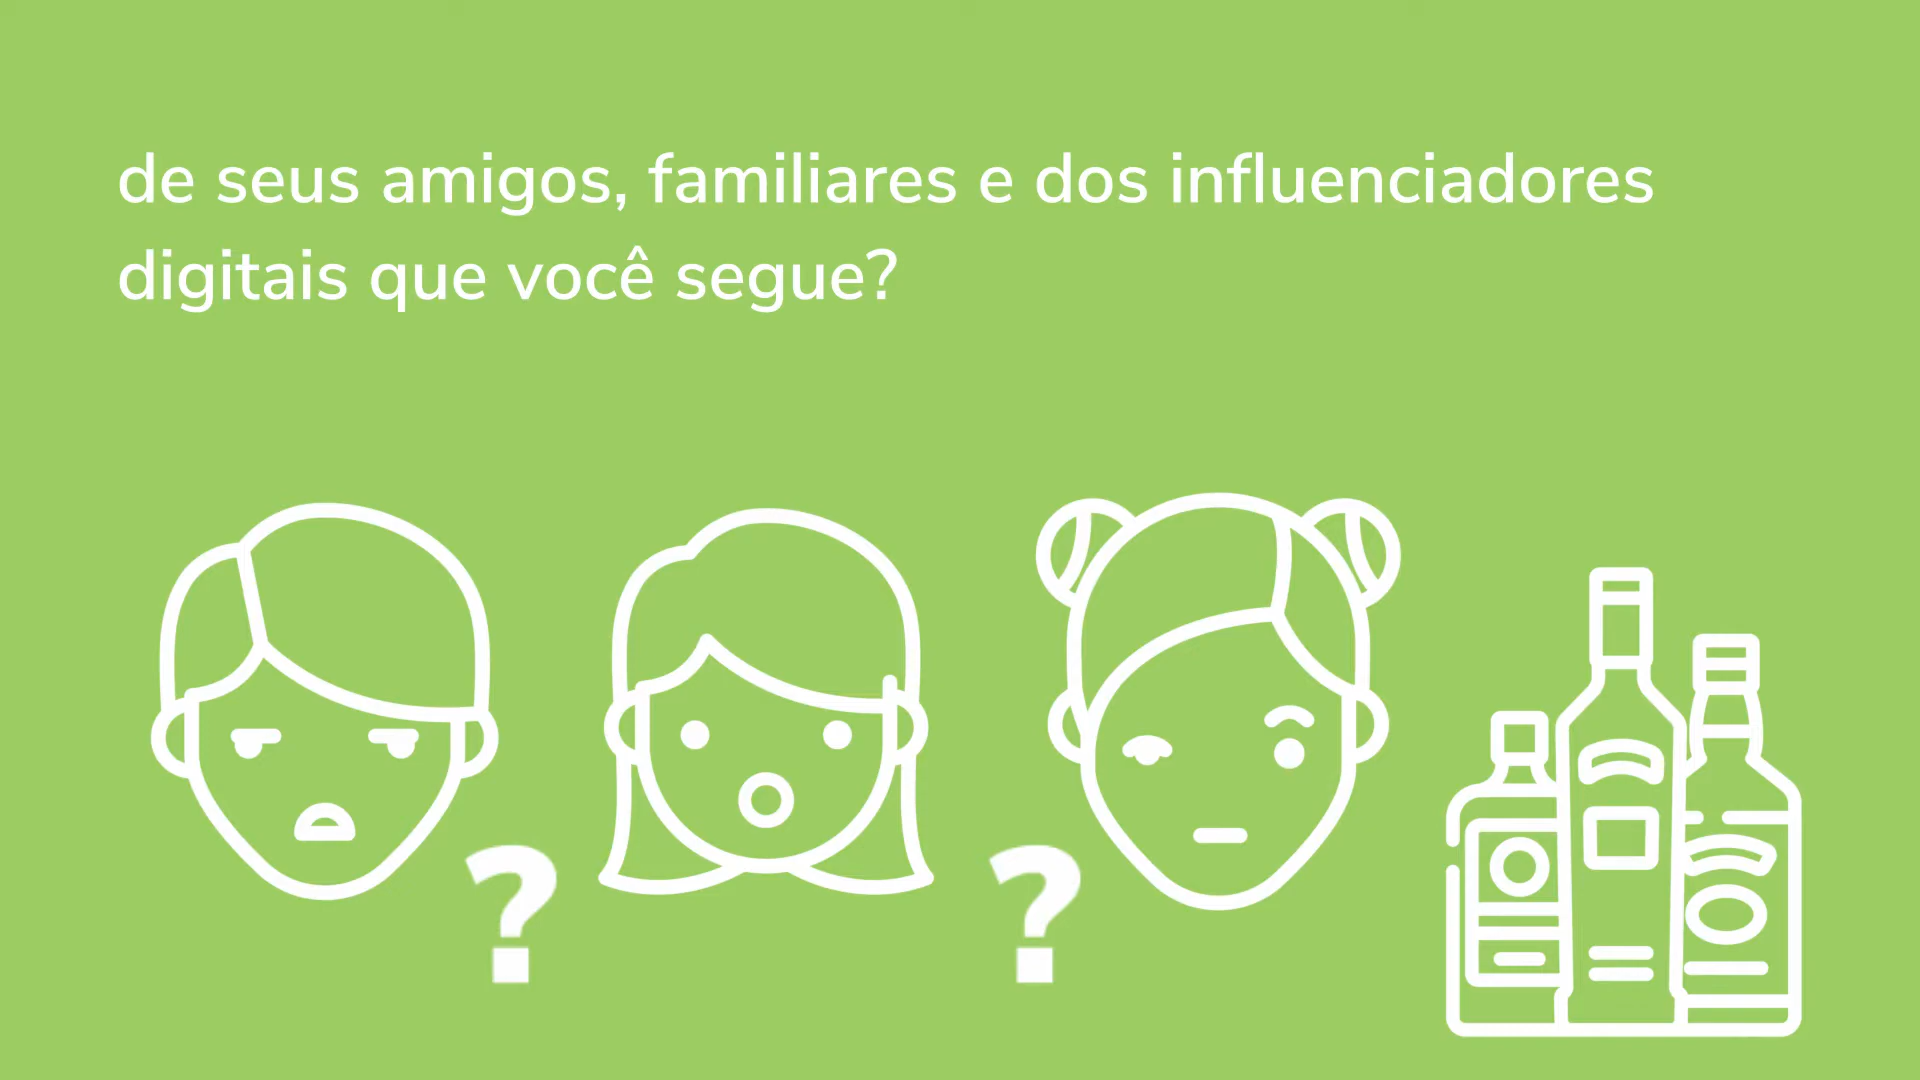 de seus amigos, familiares e dos influenciadores
digitais que você segue?
? ?